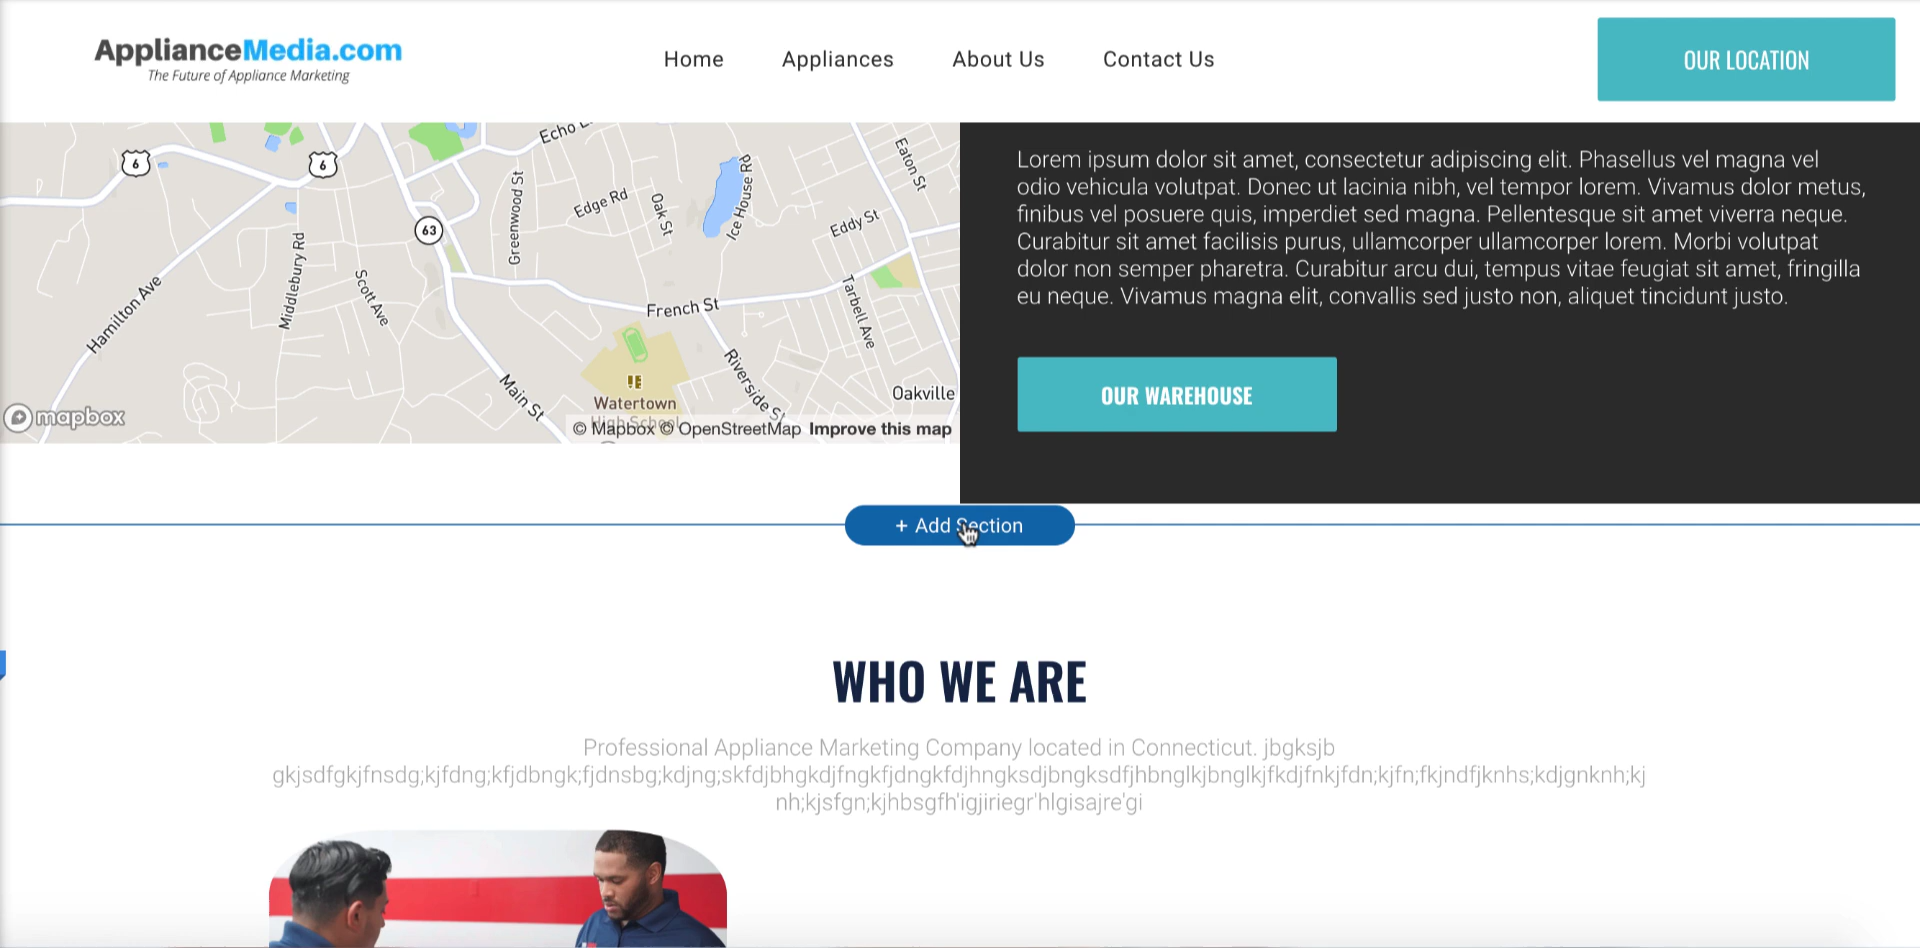 ApplianceMedia.com
The Future of Appliance Marketing
Home
Appliances
About Us
Contact Us
OUR LOCATION
6
6
63
Echo
Greenwood St
Edge Rd
Oak St
Ice House Rd
Eaton St
Eddy St
Middlebury Rd
Scott Ave
Hamilton Ave
French St
Tarbell Ave
Riverside St
Main St
Oakville
Watertown
High School
mapbox
© Mapbox © OpenStreetMap Improve this map
Lorem ipsum dolor sit amet, consectetur adipiscing elit. Phasellus vel magna vel
odio vehicula volutpat. Donec ut lacinia nibh, vel tempor lorem. Vivamus dolor metus,
finibus vel posuere quis, imperdiet sed magna. Pellentesque sit amet viverra neque.
Curabitur sit amet facilisis purus, ullamcorper ullamcorper lorem. Morbi volutpat
dolor non semper pharetra. Curabitur arcu dui, tempus vitae feugiat sit amet, fringilla
eu neque. Vivamus magna elit, convallis sed justo non, aliquet tincidunt justo.
OUR WAREHOUSE
+ Add Section
WHO WE ARE
Professional Appliance Marketing Company located in Connecticut. jbgksjb
gkjsdfgkjfnsdg;kjfdng;kfjdbngk;fjdnsbg;kdjng;skfdjbhgkdjfngkfjdngkfdjhngksdjbngksdfjhbnglkjbnglkjfkdjfnkjfdn;kjfn;fkjndfjknhs;kdjgnknh;kj
nh;kjsfgn;kjhbsgfh'igjiriegr'hlgisajre'gi